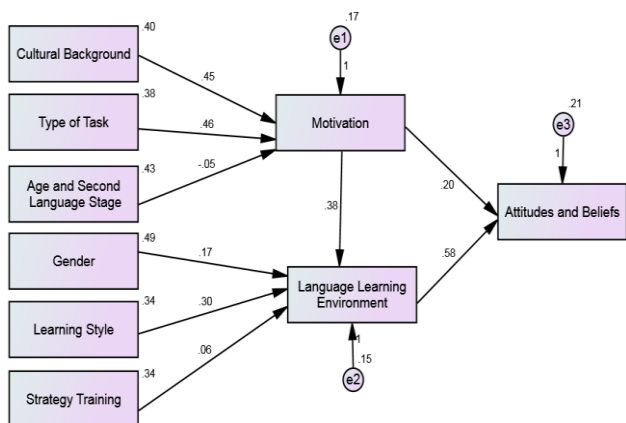 .40
Cultural Background
.45
.38
Type of Task
.46
.43
Age and Second
Language Stage
-.05
.49
Gender
.17
.34
Learning Style
.30
.34
Strategy Training
.06
.17
e1
1
Motivation
.38
.20
Language Learning
Environment
.58
1
.15
e2
.21
e3
1
Attitudes and Beliefs